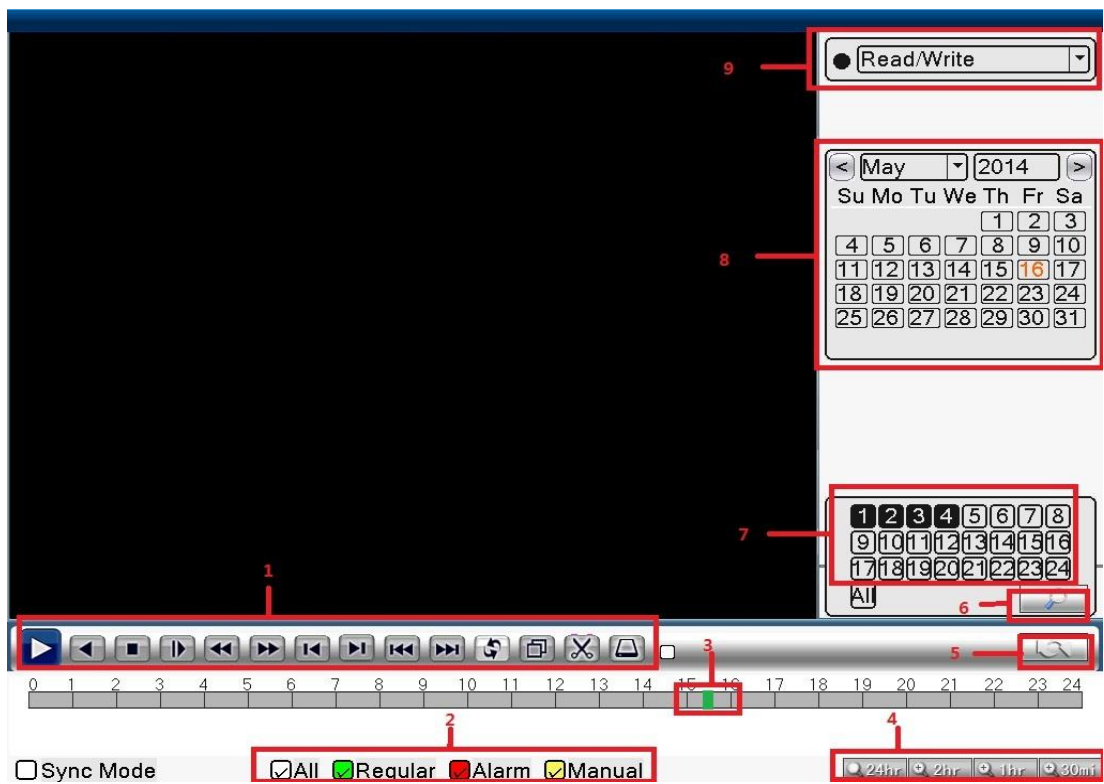 9
Read/Write
< May 2014 >
Su Mo Tu We Th Fr Sa
1 2 3
4 5 6 7 8 9 10
8
11 12 13 14 15 16 17
18 19 20 21 22 23 24
25 26 27 28 29 30 31
1 2 3 4 5 6 7 8
7
9 10 11 12 13 14 15 16
17 18 19 20 21 22 23 24
1
All
6
3
5
0 1 2 3 4 5 6 7 8 9 10 11 12 13 14 15 16 17 18 19 20 21 22 23 24
2
4
Sync Mode All Regular Alarm Manual 24hr 2hr 1hr 30mi